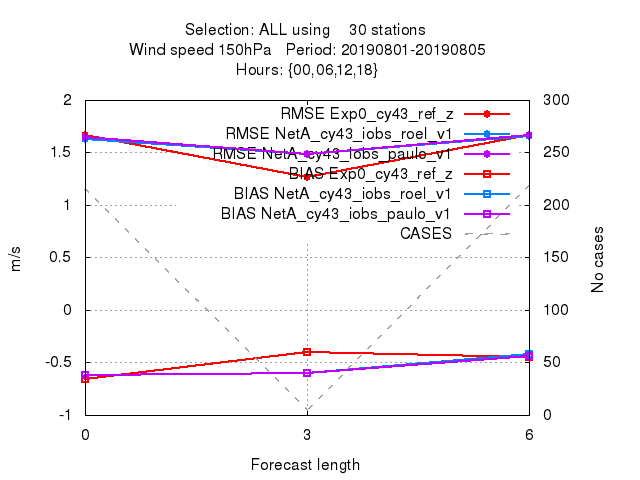 Selection: ALL using 30 stations
Wind speed 150hPa Period: 20190801-20190805
Hours: {00,06,12,18}
2
1.5
1
0.5
0
-0.5
-1
m/s
RMSE Exp0_cy43_ref_z
RMSE NetA_cy43_iobs_roel_v1
RMSE NetA_cy43_iobs_paulo_v1
BIAS Exp0_cy43_ref_z
BIAS NetA_cy43_iobs_roel_v1
BIAS NetA_cy43_iobs_paulo_v1
CASES
300
250
200
150
100
50
0
No cases
0 3 6
Forecast length